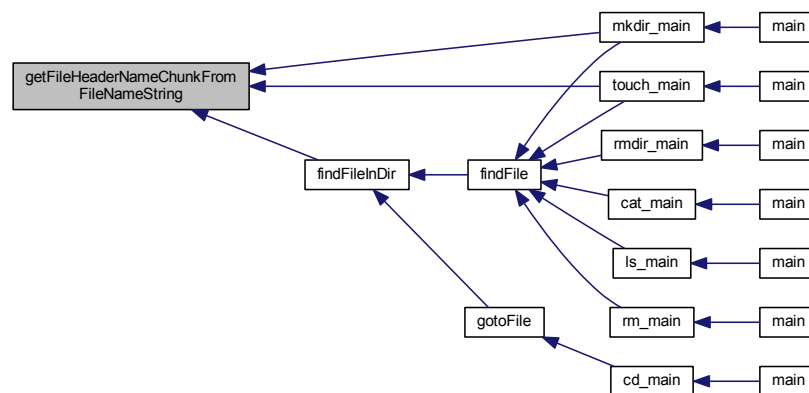 mkdir_main
main
getFileHeaderNameChunkFrom
FileNameString
touch_main
main
rmdir_main
main
findFileInDir
findFile
cat_main
main
ls_main
main
gotoFile
rm_main
main
cd_main
main